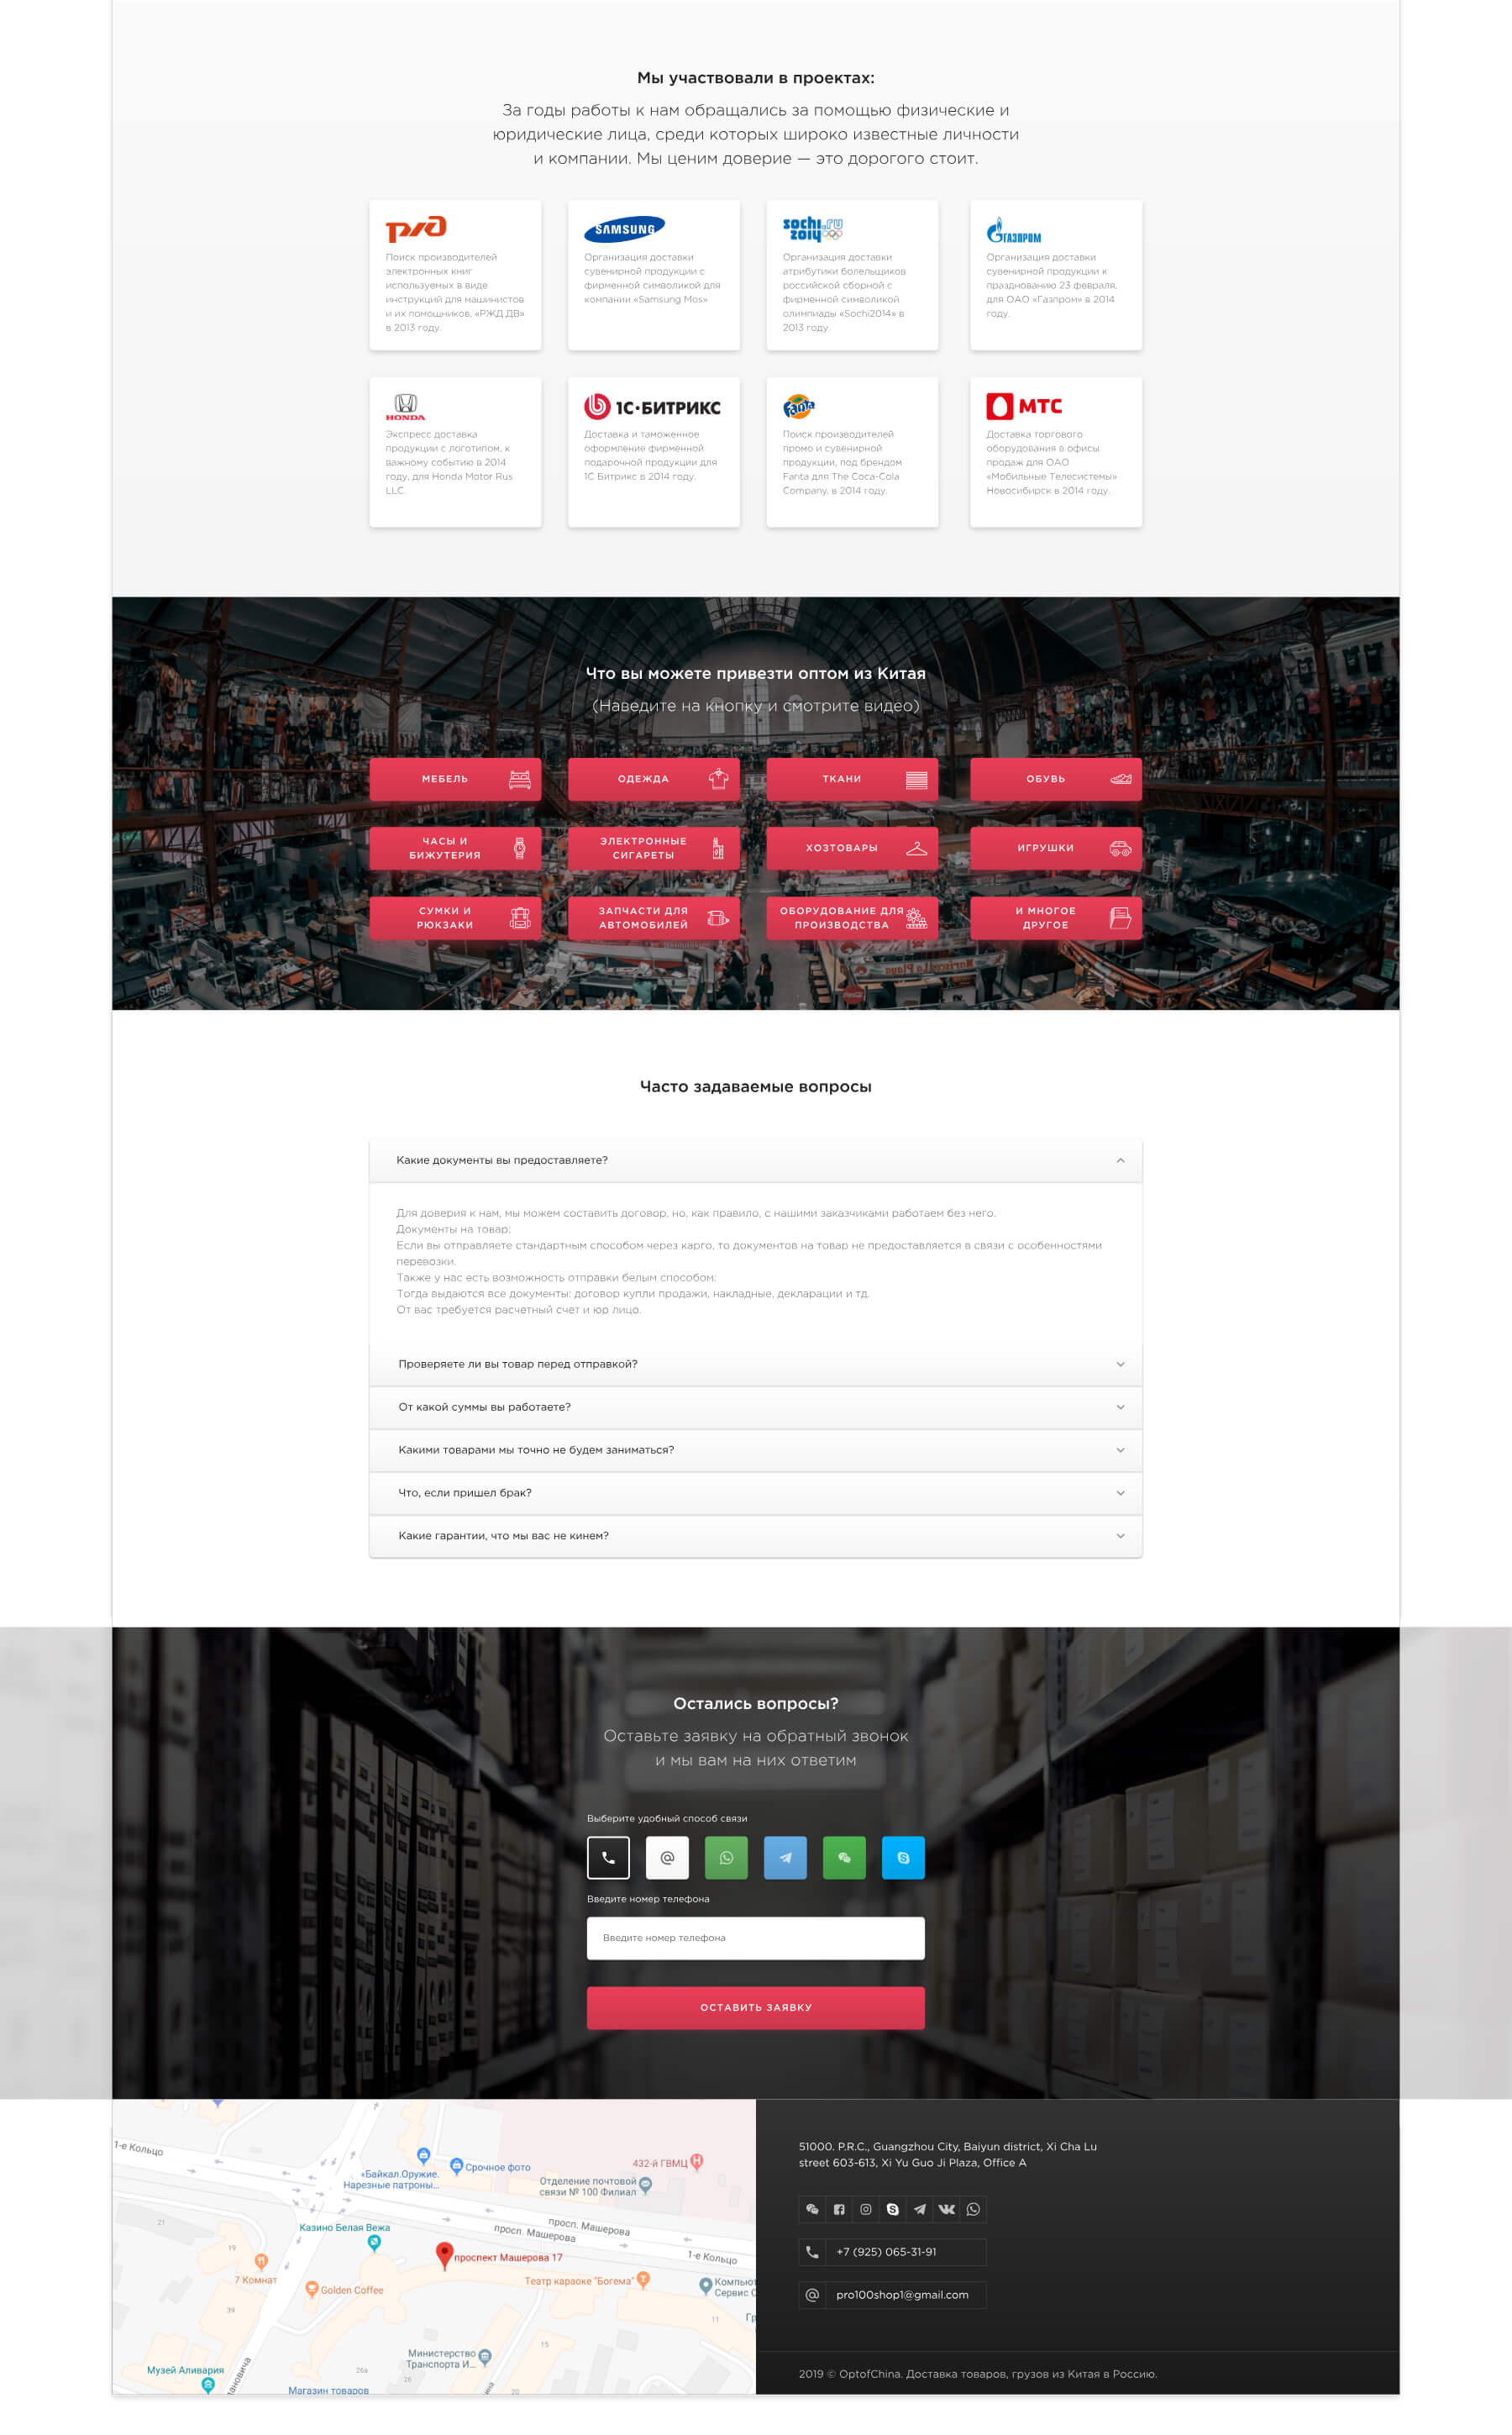 Мы участвовали в проектах:
За годы работы к нам обращались за помощью физические и
юридические лица, среди которых широко известные личности
и компании. Мы ценим доверие — это дорогого стоит.
Поиск производителей
электронных книг
используемых в виде
инструкций для машинистов
и их помощников, «РЖД ДВ»
в 2013 году.
SAMSUNG
Организация доставки
сувенирной продукции с
фирменной символикой для
компании «Samsung Mos»
sochi.ru
2014
Организация доставки
атрибутики болельщиков
российской сборной с
фирменной символикой
олимпиады «Sochi2014» в
2013 году.
ГАЗПРОМ
Организация доставки
сувенирной продукции к
празднованию 23 февраля,
для ОАО «Газпром» в 2014
году.
HONDA
Экспресс доставка
продукции с логотипом, к
важному событию в 2014
году, для Honda Motor Rus
LLC.
1С·БИТРИКС
Доставка и таможенное
оформление фирменной
подарочной продукции для
1С Битрикс в 2014 году.
Fanta
Поиск производителей
промо и сувенирной
продукции, под брендом
Fanta для The Coca-Cola
Company, в 2014 году.
МТС
Доставка торгового
оборудования в офисы
продаж для ОАО
«Мобильные Телесистемы»
Новосибирск в 2014 году.
Что вы можете привезти оптом из Китая
(Наведите на кнопку и смотрите видео)
МЕБЕЛЬ
ОДЕЖДА
ТКАНИ
ОБУВЬ
ЧАСЫ И
БИЖУТЕРИЯ
ЭЛЕКТРОННЫЕ
СИГАРЕТЫ
ХОЗТОВАРЫ
ИГРУШКИ
СУМКИ И
РЮКЗАКИ
ЗАПЧАСТИ ДЛЯ
АВТОМОБИЛЕЙ
ОБОРУДОВАНИЕ ДЛЯ
ПРОИЗВОДСТВА
И МНОГОЕ
ДРУГОЕ
Часто задаваемые вопросы
Какие документы вы предоставляете?
Для доверия к нам, мы можем составить договор, но, как правило, с нашими заказчиками работаем без него.
Документы на товар:
Если вы отправляете стандартным способом через карго, то документов на товар не предоставляется в связи с особенностями
перевозки.
Также у нас есть возможность отправки белым способом:
Тогда выдаются все документы: договор купли продажи, накладные, декларации и тд.
От вас требуется расчетный счет и юр лицо.
Проверяете ли вы товар перед отправкой?
От какой суммы вы работаете?
Какими товарами мы точно не будем заниматься?
Что, если пришел брак?
Какие гарантии, что мы вас не кинем?
Остались вопросы?
Оставьте заявку на обратный звонок
и мы вам на них ответим
Выберите удобный способ связи
Введите номер телефона
Введите номер телефона
ОСТАВИТЬ ЗАЯВКУ
1-е Кольцо
«Байкал.Оружие.
Нарезные патроны...
Срочное фото
432-й ГВМЦ
Отделение почтовой
связи № 100 Филиал
21
Казино Белая Вежа
просп. Машерова
просп. Машерова
1-е Кольцо
19
проспект Машерова 17
7 Комнат
Golden Coffee
Театр караоке "Богема"
Компьют
Сервис С
39
11
Гр
15
Министерство
Транспорта И...
Музей Аливария
26а
26
20
Магазин товаров
51000. P.R.C., Guangzhou City, Baiyun district, Xi Cha Lu
street 603-613, Xi Yu Guo Ji Plaza, Office A
+7 (925) 065-31-91
pro100shop1@gmail.com
2019 © OptofChina. Доставка товаров, грузов из Китая в Россию.